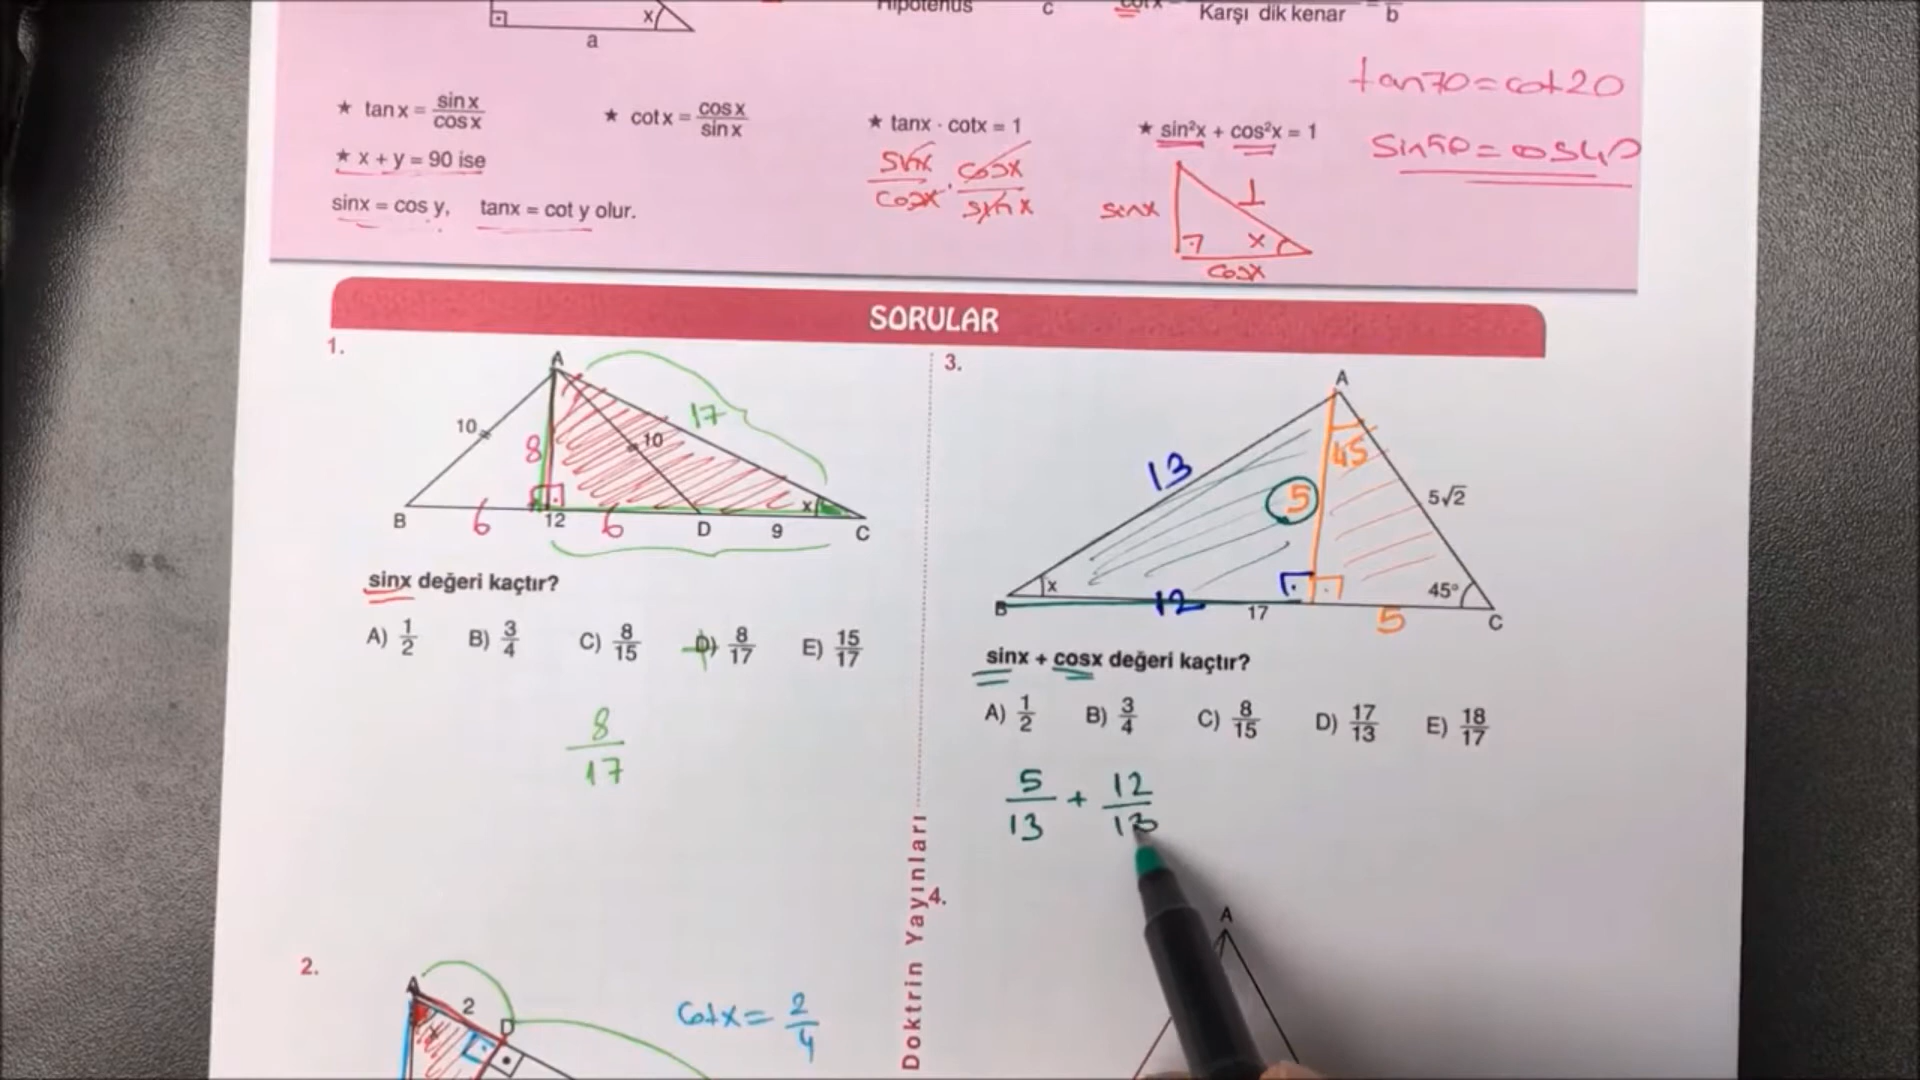 a
x
c
Karşı dik kenar
b
tan70=cot20
★ tanx = sinx/cosx
★ cotx = cosx/sinx
★ tanx · cotx = 1
★ sin²x + cos²x = 1
★ x + y = 90 ise
sinx/cosx . cosx/sinx
sin50=cos40
sinx = cos y, tanx = cot y olur.
sinx
1
x
cosx
SORULAR
1.
A
17
10
8
10
x
B
6
12
6
D
9
C
sinx değeri kaçtır?
A) 1/2 B) 3/4 C) 8/15 D) 8/17 E) 15/17
8/17
2.
A
2
D
x
cotx = 2/4
Doktrin Yayınları
3.
A
45
13
5
5√2
x
45°
B
12
17
5
C
sinx + cosx değeri kaçtır?
A) 1/2 B) 3/4 C) 8/15 D) 17/13 E) 18/17
5/13 + 12/13
4.
A